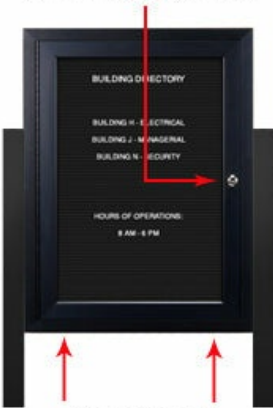 BUILDING DIRECTORY
BUILDING H - ELECTRICAL
BUILDING J - MANAGERIAL
BUILDING N - SECURITY
HOURS OF OPERATIONS:
8 AM - 6 PM